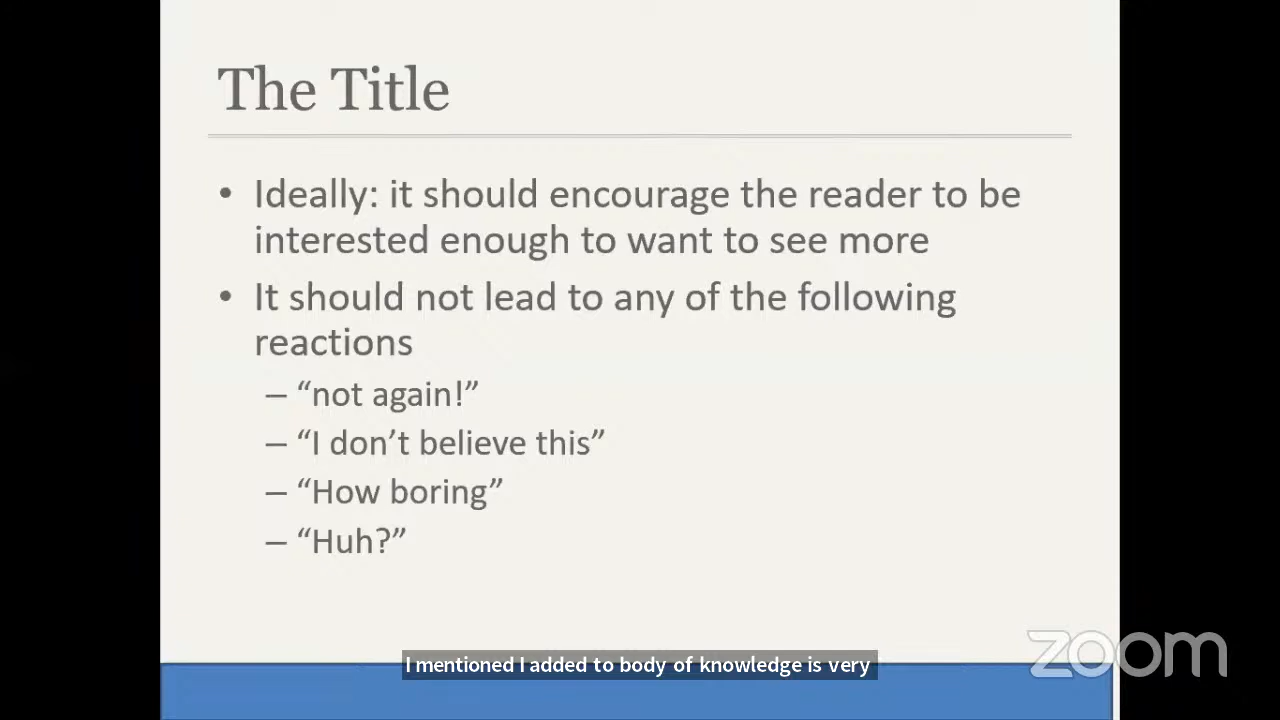 The Title
• Ideally: it should encourage the reader to be
interested enough to want to see more
• It should not lead to any of the following
reactions
– “not again!”
– “I don’t believe this”
– “How boring”
– “Huh?”
I mentioned I added to body of knowledge is very
zoom